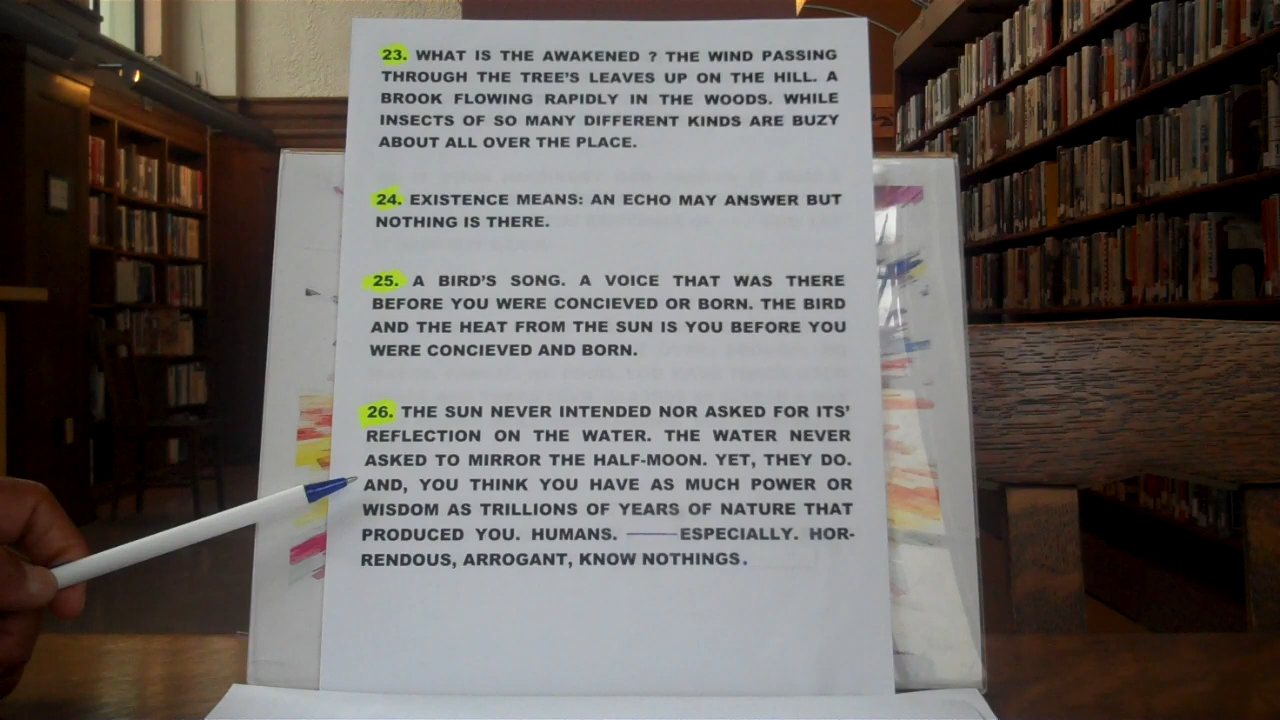 23. WHAT IS THE AWAKENED ? THE WIND PASSING
THROUGH THE TREE'S LEAVES UP ON THE HILL. A
BROOK FLOWING RAPIDLY IN THE WOODS. WHILE
INSECTS OF SO MANY DIFFERENT KINDS ARE BUZY
ABOUT ALL OVER THE PLACE.
24. EXISTENCE MEANS: AN ECHO MAY ANSWER BUT
NOTHING IS THERE.
25. A BIRD'S SONG. A VOICE THAT WAS THERE
BEFORE YOU WERE CONCIEVED OR BORN. THE BIRD
AND THE HEAT FROM THE SUN IS YOU BEFORE YOU
WERE CONCIEVED AND BORN.
26. THE SUN NEVER INTENDED NOR ASKED FOR ITS'
REFLECTION ON THE WATER. THE WATER NEVER
ASKED TO MIRROR THE HALF-MOON. YET, THEY DO.
AND, YOU THINK YOU HAVE AS MUCH POWER OR
WISDOM AS TRILLIONS OF YEARS OF NATURE THAT
PRODUCED YOU. HUMANS. ——ESPECIALLY. HOR-
RENDOUS, ARROGANT, KNOW NOTHINGS.